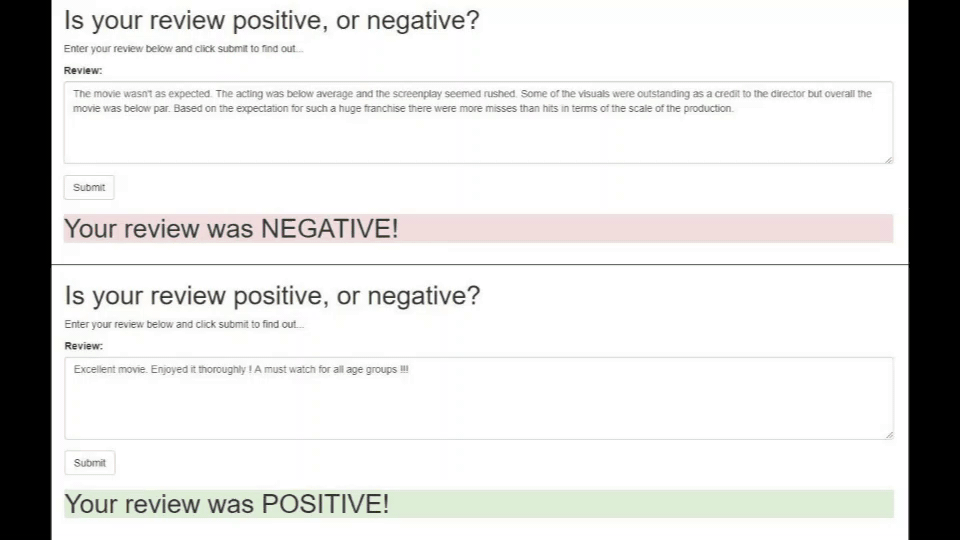 Is your review positive, or negative?
Enter your review below and click submit to find out...
Review:
The movie wasn't as expected. The acting was below average and the screenplay seemed rushed. Some of the visuals were outstanding as a credit to the director but overall the
movie was below par. Based on the expectation for such a huge franchise there were more misses than hits in terms of the scale of the production.
Submit
Your review was NEGATIVE!
Is your review positive, or negative?
Enter your review below and click submit to find out...
Review:
Excellent movie. Enjoyed it thoroughly ! A must watch for all age groups !!!
Submit
Your review was POSITIVE!